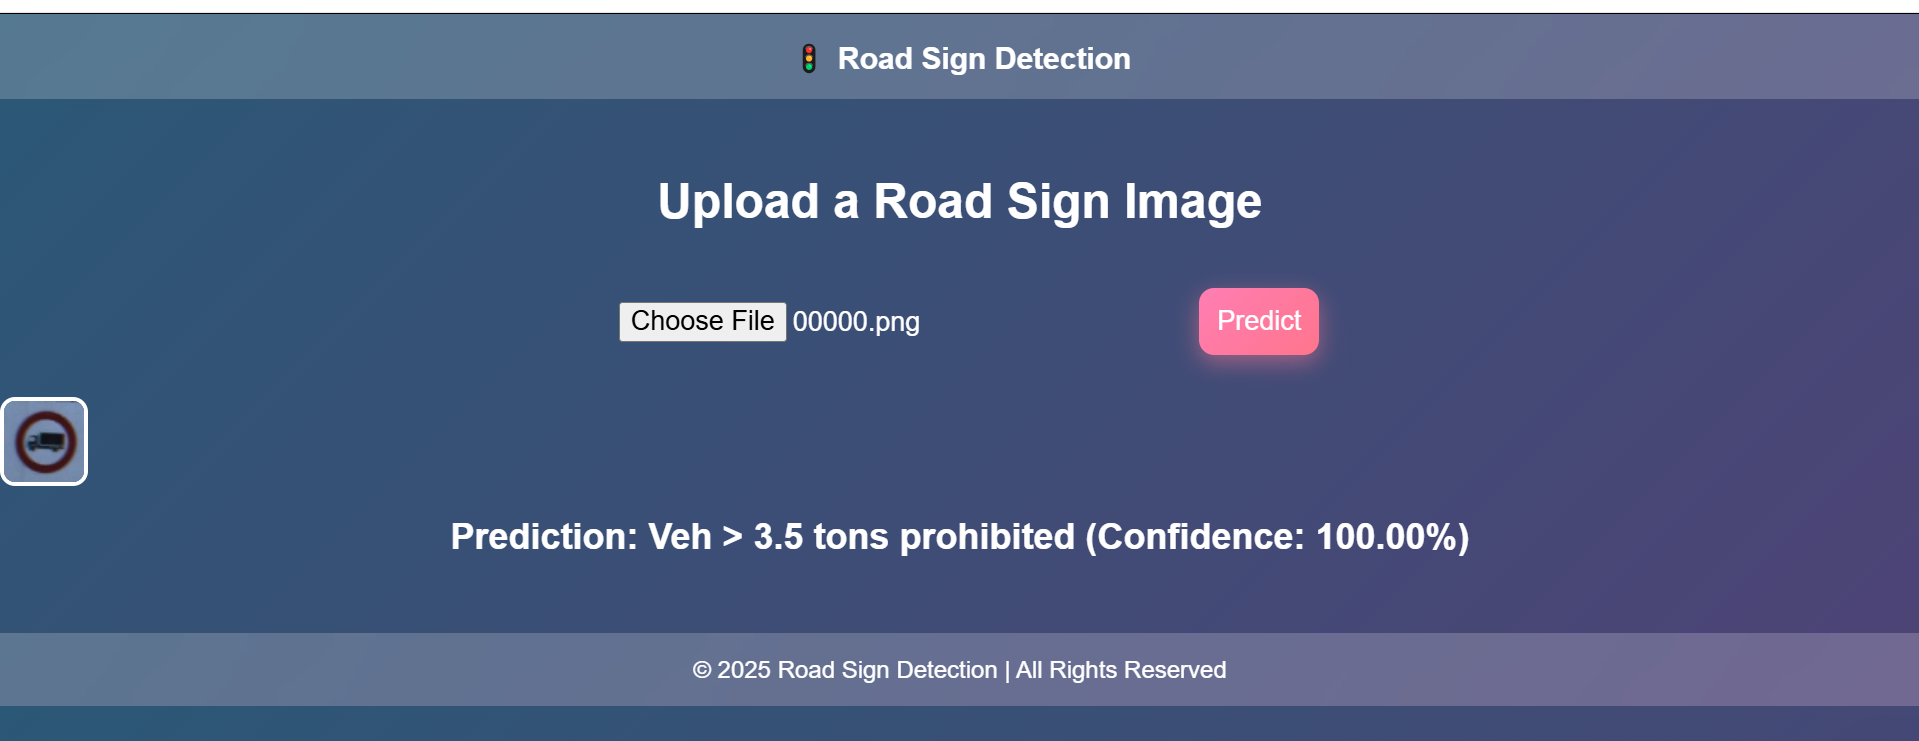 Road Sign Detection
Upload a Road Sign Image
Choose File 00000.png
Predict
Prediction: Veh > 3.5 tons prohibited (Confidence: 100.00%)
© 2025 Road Sign Detection | All Rights Reserved